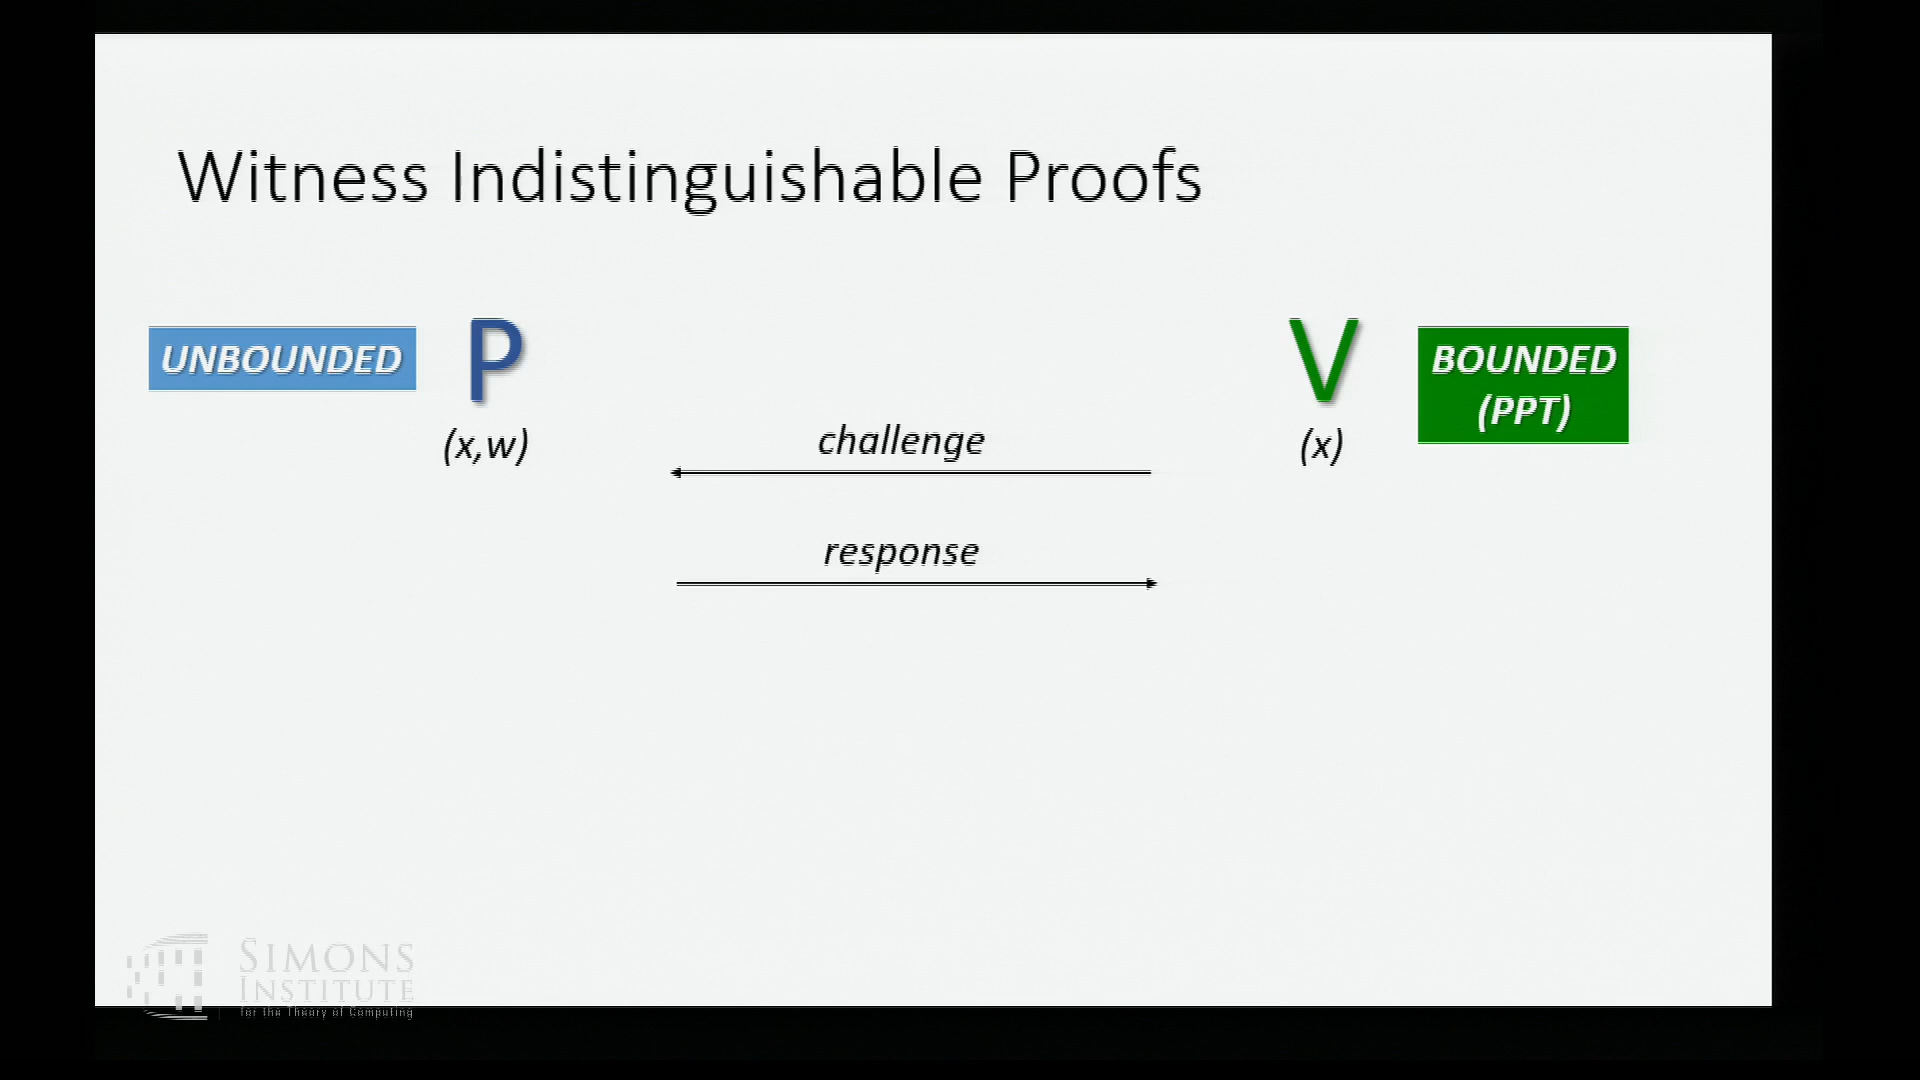 Witness Indistinguishable Proofs
UNBOUNDED
P
V
BOUNDED
(PPT)
(x,w)
challenge
(x)
response
SIMONS
INSTITUTE
for the Theory of Computing